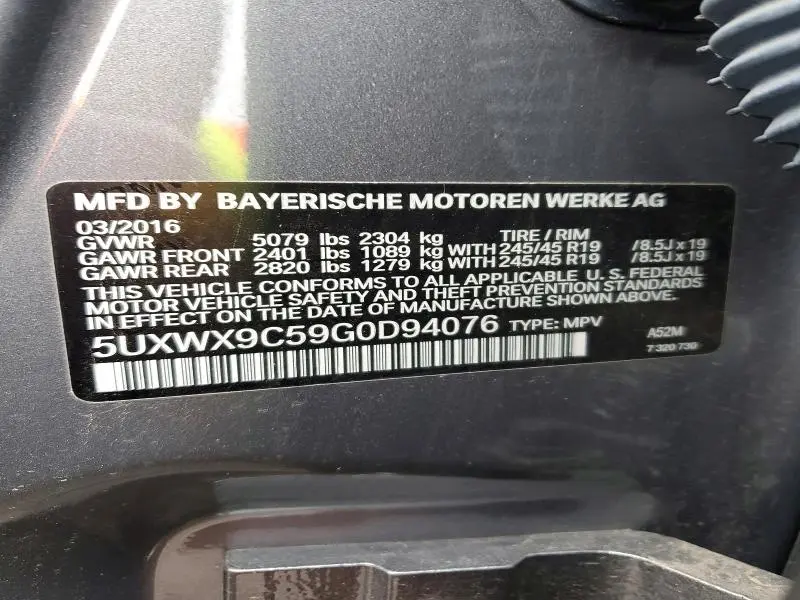 MFD BY BAYERISCHE MOTOREN WERKE AG
03/2016 TIRE / RIM
GVWR 5079 lbs 2304 kg
GAWR FRONT 2401 lbs 1089 kg WITH 245/45 R19 /8.5J x 19
GAWR REAR 2820 lbs 1279 kg WITH 245/45 R19 /8.5J x 19
THIS VEHICLE CONFORMS TO ALL APPLICABLE U. S. FEDERAL
MOTOR VEHICLE SAFETY AND THEFT PREVENTION STANDARDS
IN EFFECT ON THE DATE OF MANUFACTURE SHOWN ABOVE.
5UXWX9C59G0D94076 TYPE: MPV A52M
7 320 730